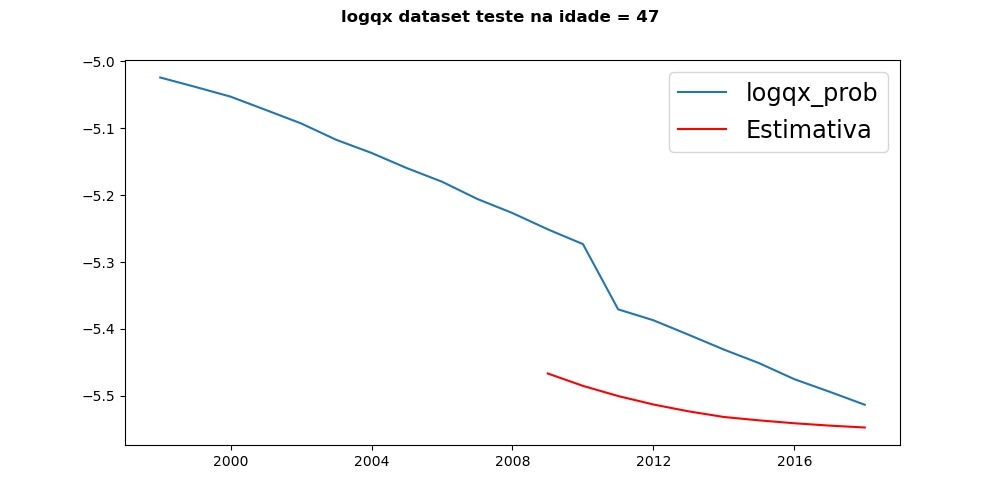 logqx dataset teste na idade = 47
logqx_prob
Estimativa
−5.0
−5.1
−5.2
−5.3
−5.4
−5.5
2000 2004 2008 2012 2016